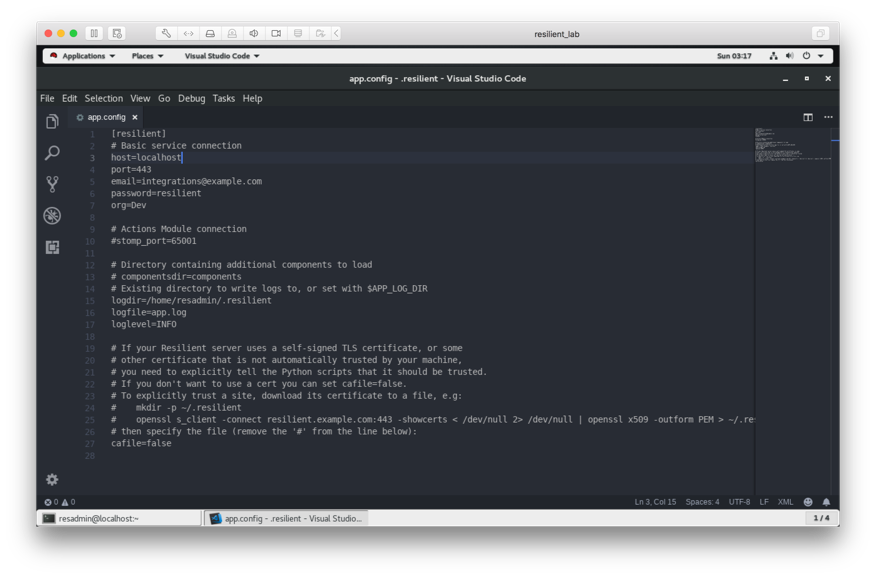 resilient_lab
Applications Places Visual Studio Code Sun 03:17
app.config - .resilient - Visual Studio Code
File Edit Selection View Go Debug Tasks Help
app.config
1 [resilient]
2 # Basic service connection
3 host=localhost
4 port=443
5 email=integrations@example.com
6 password=resilient
7 org=Dev
8
9 # Actions Module connection
10 #stomp_port=65001
11
12 # Directory containing additional components to load
13 # componentsdir=components
14 # Existing directory to write logs to, or set with $APP_LOG_DIR
15 logdir=/home/resadmin/.resilient
16 logfile=app.log
17 loglevel=INFO
18
19 # If your Resilient server uses a self-signed TLS certificate, or some
20 # other certificate that is not automatically trusted by your machine,
21 # you need to explicitly tell the Python scripts that it should be trusted.
22 # If you don't want to use a cert you can set cafile=false.
23 # To explicitly trust a site, download its certificate to a file, e.g:
24 #    mkdir -p ~/.resilient
25 #    openssl s_client -connect resilient.example.com:443 -showcerts < /dev/null 2> /dev/null | openssl x509 -outform PEM > ~/.res
26 # then specify the file (remove the '#' from the line below):
27 cafile=false
28
0 0 Ln 3, Col 15 Spaces: 4 UTF-8 LF XML
resadmin@localhost:~ app.config - .resilient - Visual Studio... 1 / 4